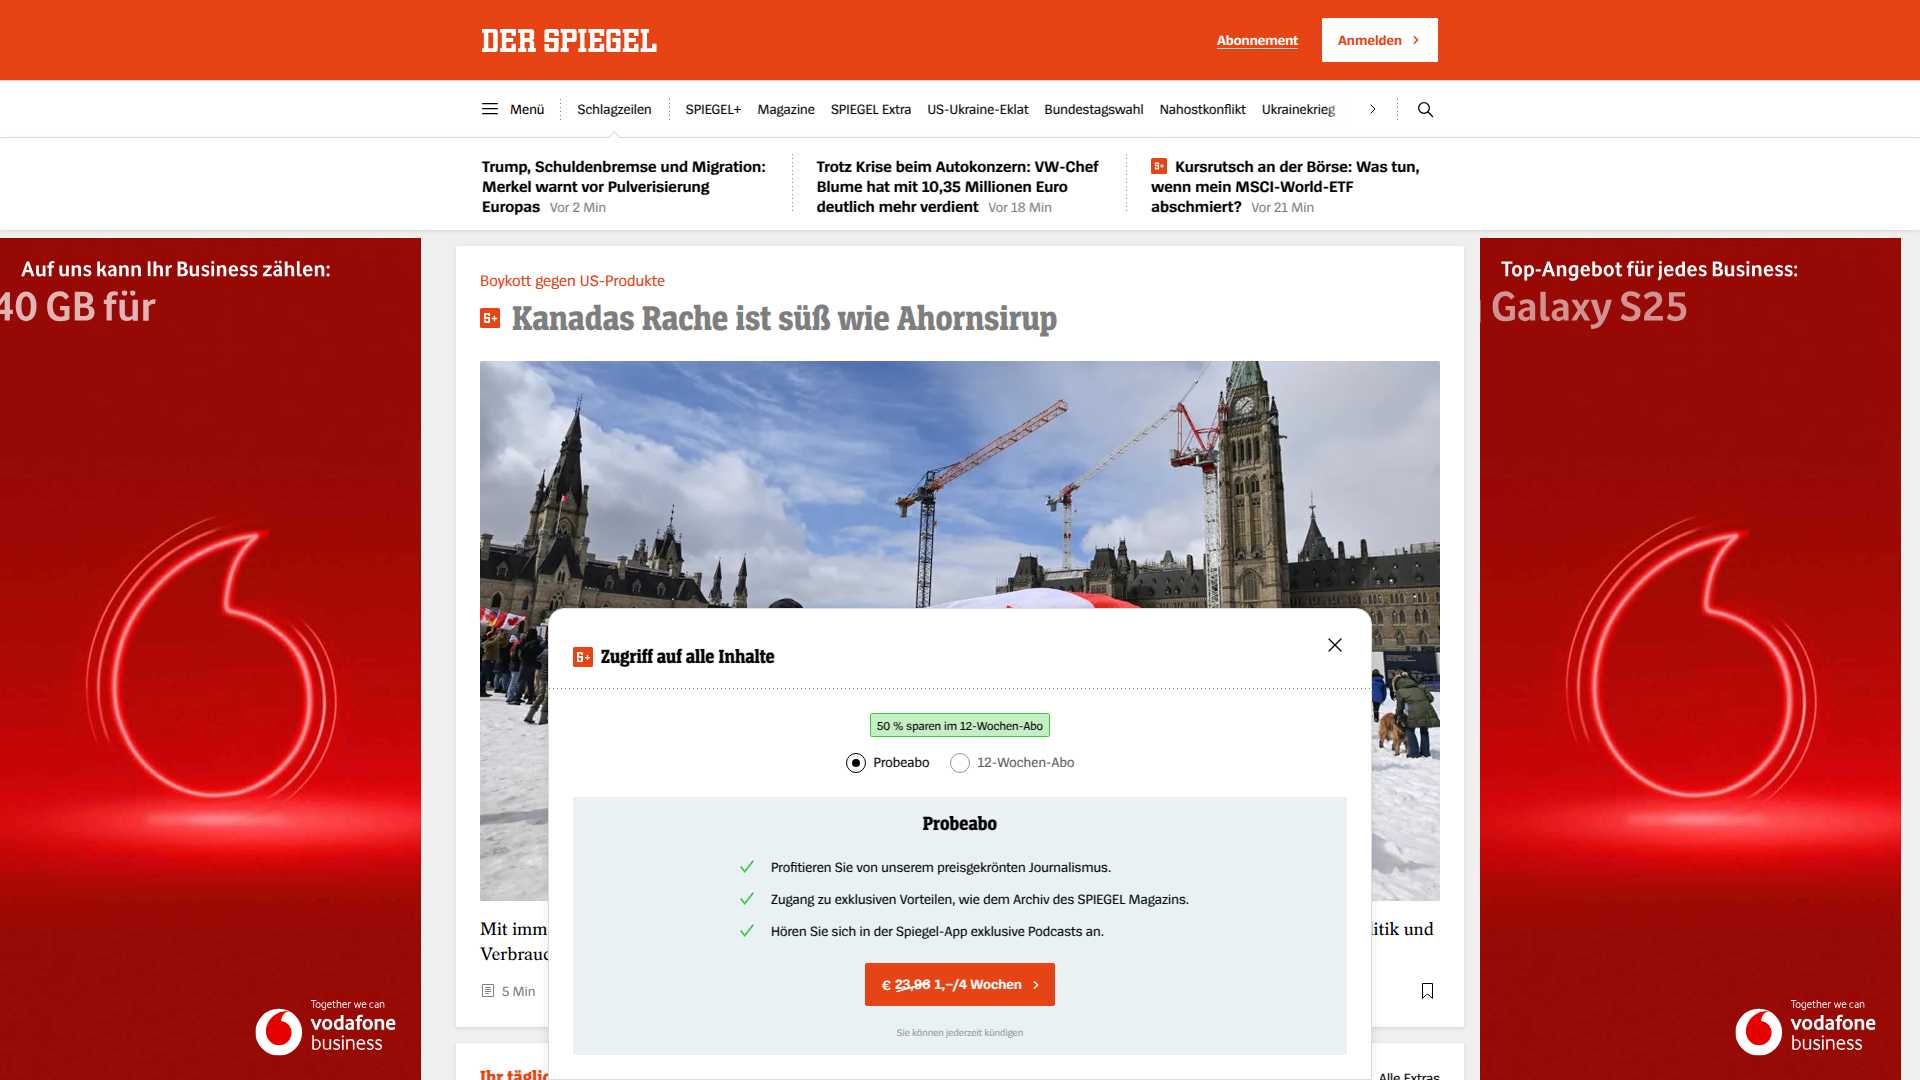 DER SPIEGEL
Abonnement
Anmelden
Menü
Schlagzeilen
SPIEGEL+
Magazine
SPIEGEL Extra
US-Ukraine-Eklat
Bundestagswahl
Nahostkonflikt
Ukrainekrieg
Trump, Schuldenbremse und Migration:
Merkel warnt vor Pulverisierung
Europas Vor 2 Min
Trotz Krise beim Autokonzern: VW-Chef
Blume hat mit 10,35 Millionen Euro
deutlich mehr verdient Vor 18 Min
S+ Kursrutsch an der Börse: Was tun,
wenn mein MSCI-World-ETF
abschmiert? Vor 21 Min
Auf uns kann Ihr Business zählen:
40 GB für
Together we can
vodafone
business
Boykott gegen US-Produkte
S+ Kanadas Rache ist süß wie Ahornsirup
S+ Zugriff auf alle Inhalte
50 % sparen im 12-Wochen-Abo
Probeabo
12-Wochen-Abo
Probeabo
Profitieren Sie von unserem preisgekrönten Journalismus.
Zugang zu exklusiven Vorteilen, wie dem Archiv des SPIEGEL Magazins.
Hören Sie sich in der Spiegel-App exklusive Podcasts an.
€ 23,96 1,–/4 Wochen
Sie können jederzeit kündigen
Mit imm
itik und
Verbrauc
5 Min
Ihr täglic
Alle Extras
Top-Angebot für jedes Business:
Galaxy S25
Together we can
vodafone
business